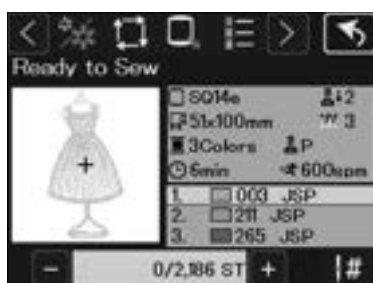 Ready to Sew
SQ14e 2
51x100mm 3
3Colors P
6min 600spm
1. 003 JSP
2. 211 JSP
3. 265 JSP
- 0/2,186 ST + #